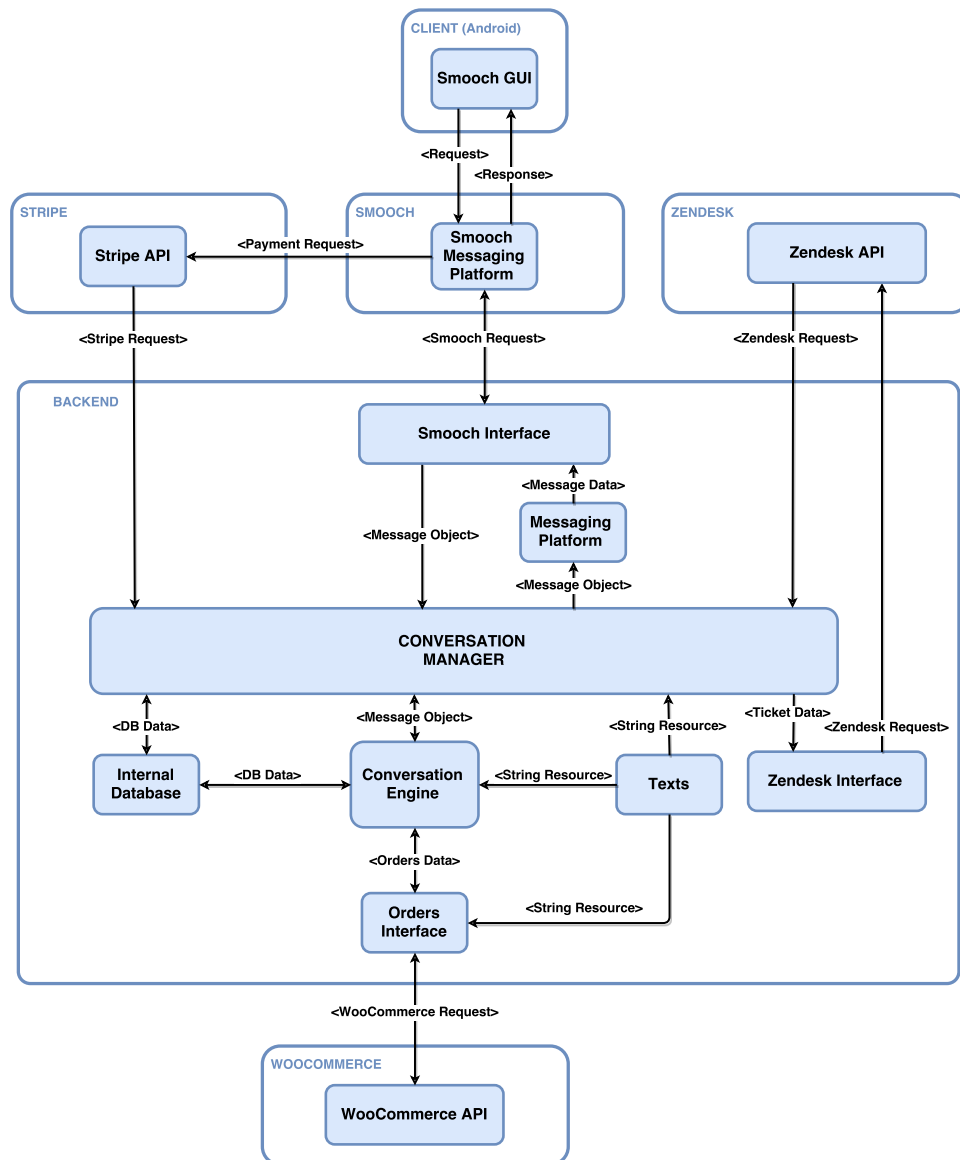 CLIENT (Android)
Smooch GUI
<Request>
<Response>
STRIPE
SMOOCH
ZENDESK
Stripe API
<Payment Request>
Smooch
Messaging
Platform
Zendesk API
<Stripe Request>
<Smooch Request>
<Zendesk Request>
BACKEND
Smooch Interface
<Message Data>
Messaging
Platform
<Message Object>
<Message Object>
CONVERSATION
MANAGER
<DB Data>
<Message Object>
<String Resource>
<Ticket Data>
<Zendesk Request>
Internal
Database
<DB Data>
Conversation
Engine
<String Resource>
Texts
Zendesk Interface
<Orders Data>
Orders
Interface
<String Resource>
<WooCommerce Request>
WOOCOMMERCE
WooCommerce API